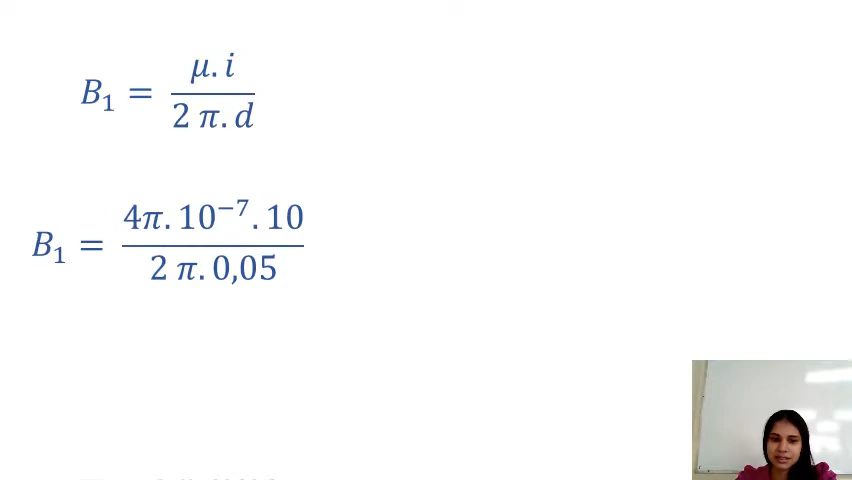 B₁ = μ. i / 2 π. d
B₁ = 4π. 10⁻⁷. 10 / 2 π. 0,05